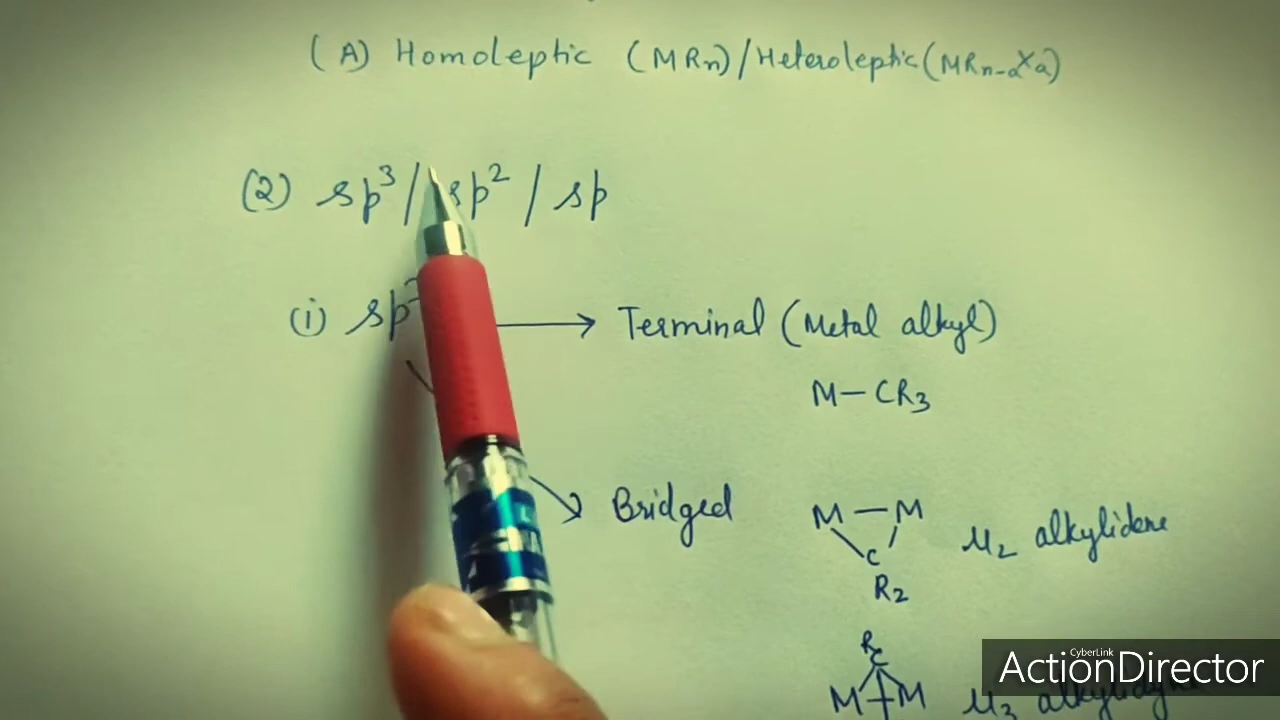 (A) Homoleptic (MRn)/Heteroleptic(MRn-aXa)
(2) sp³/sp²/sp
(i) sp → Terminal (Metal alkyl)
M-CR₃
Bridged
M-M
C
R₂
μ₂ alkylidene
R
C
M M μ₃
CyberLink
ActionDirector